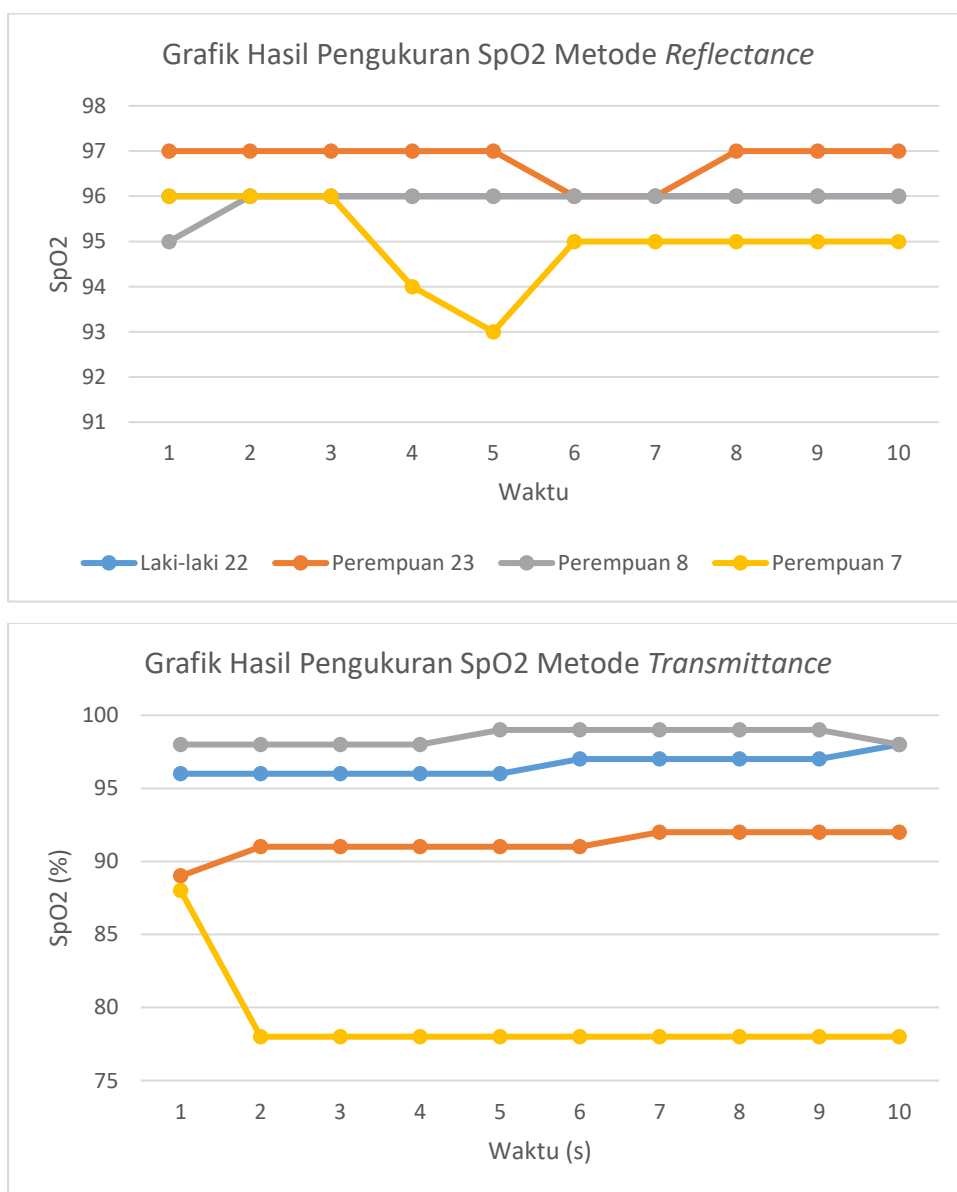 Grafik Hasil Pengukuran SpO2 Metode Reflectance
98
97
96
95
94
93
92
91
SpO2
1 2 3 4 5 6 7 8 9 10
Waktu
Laki-laki 22 Perempuan 23 Perempuan 8 Perempuan 7
Grafik Hasil Pengukuran SpO2 Metode Transmittance
100
95
90
85
80
75
SpO2 (%)
1 2 3 4 5 6 7 8 9 10
Waktu (s)